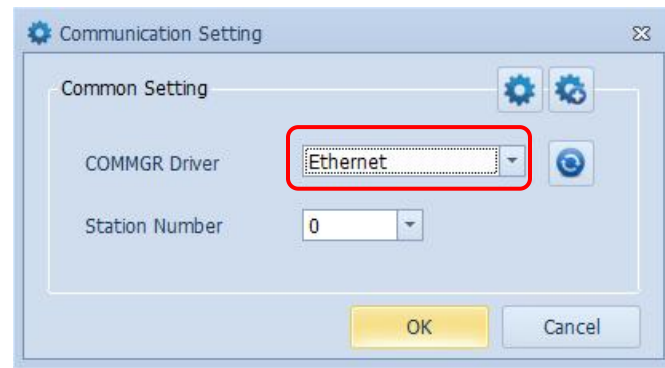 Communication Setting
Common Setting
COMMGR Driver
Ethernet
Station Number
0
OK
Cancel